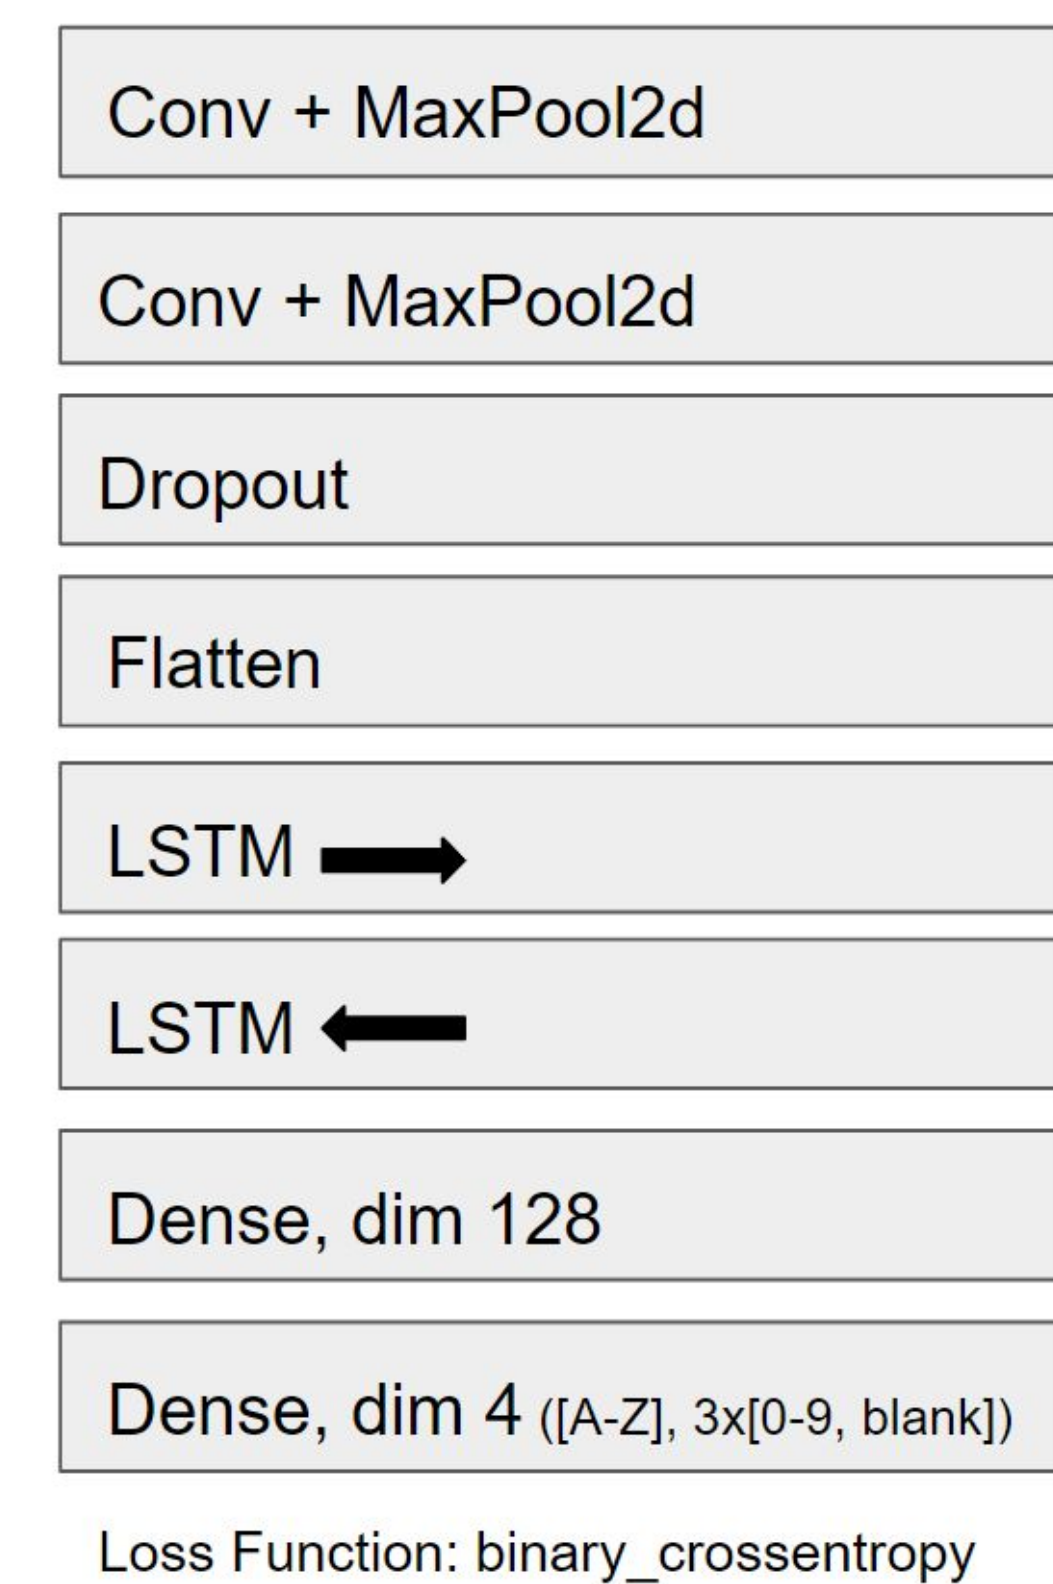 Conv + MaxPool2d
Conv + MaxPool2d
Dropout
Flatten
LSTM
LSTM
Dense, dim 128
Dense, dim 4 ([A-Z], 3x[0-9, blank])
Loss Function: binary_crossentropy